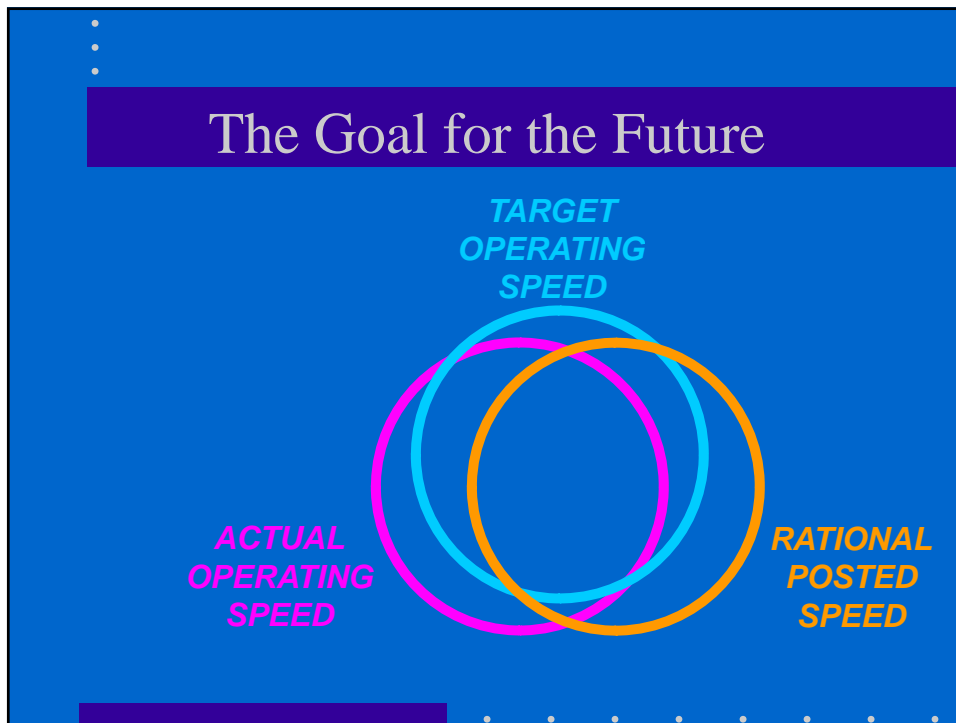 The Goal for the Future
TARGET
OPERATING
SPEED
ACTUAL
OPERATING
SPEED
RATIONAL
POSTED
SPEED